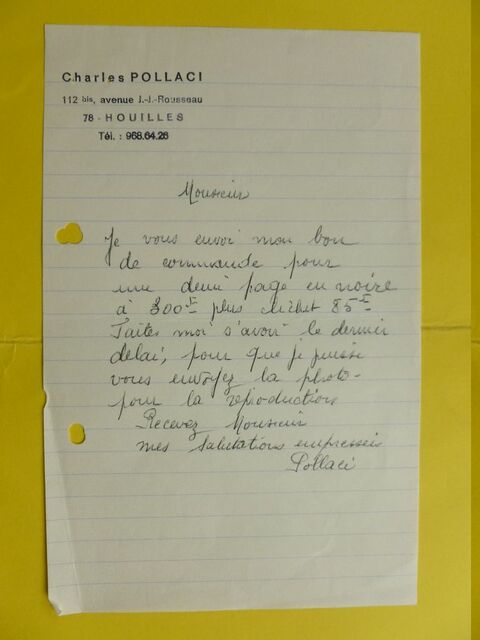 Charles POLLACI
112 bis, avenue J.-J.-Rousseau
78 - HOUILLES
Tél. : 968.64.26
Monsieur
Je vous envoi mon bon
de commande pour
une demi page en noire
à 300F plus cliché 85F
Faites moi s'avoir le dernier
délai, pour que je puisse
vous envoyez la photo-
pour la réproduction
Recevez Monsieur
mes salutations empressées
Pollaci